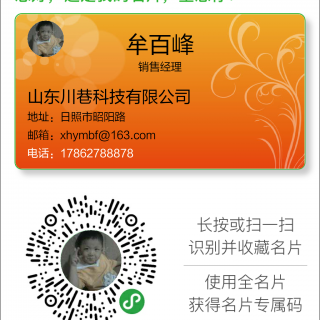 牟百峰
销售经理
山东川巷科技有限公司
地址：日照市昭阳路
邮箱：xhymbf@163.com
电话：17862788878
长按或扫一扫
识别并收藏名片
使用全名片
获得名片专属码